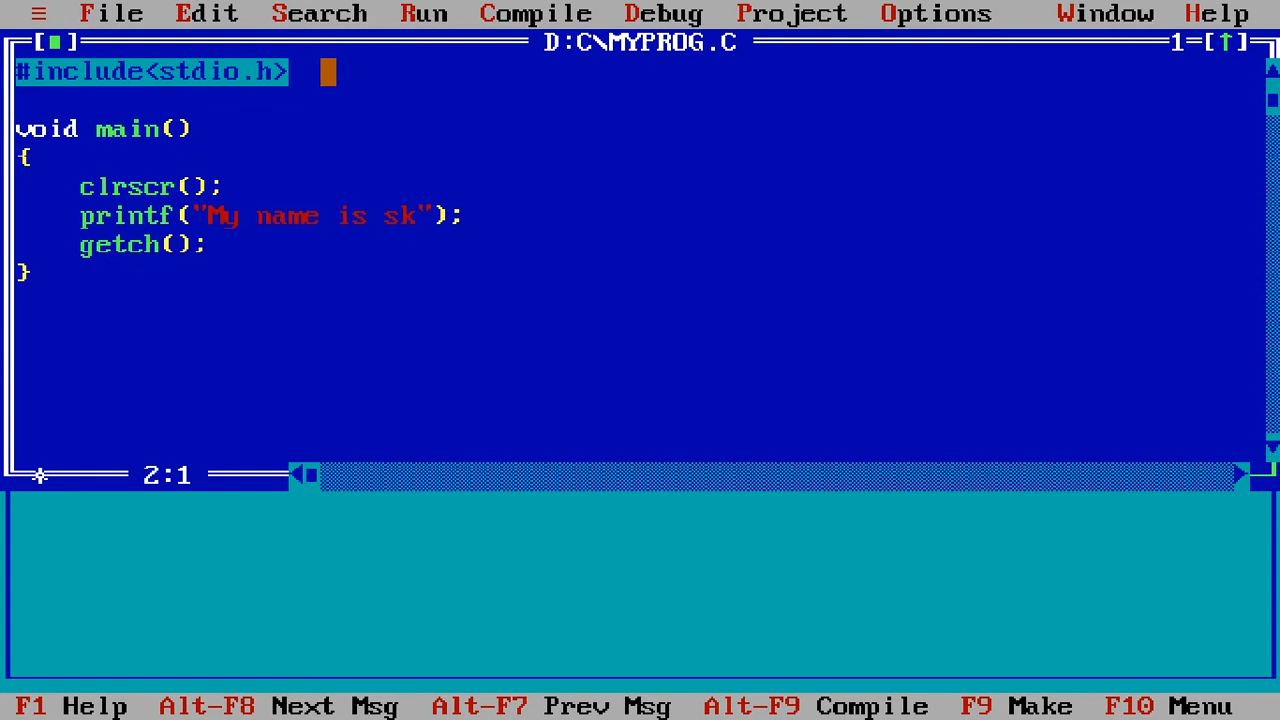 ≡ File Edit Search Run Compile Debug Project Options Window Help
[■] D:C\MYPROG.C 1=[↑]
#include<stdio.h>
void main()
{
clrscr();
printf("My name is sk");
getch();
}
2:1
F1 Help Alt-F8 Next Msg Alt-F7 Prev Msg Alt-F9 Compile F9 Make F10 Menu